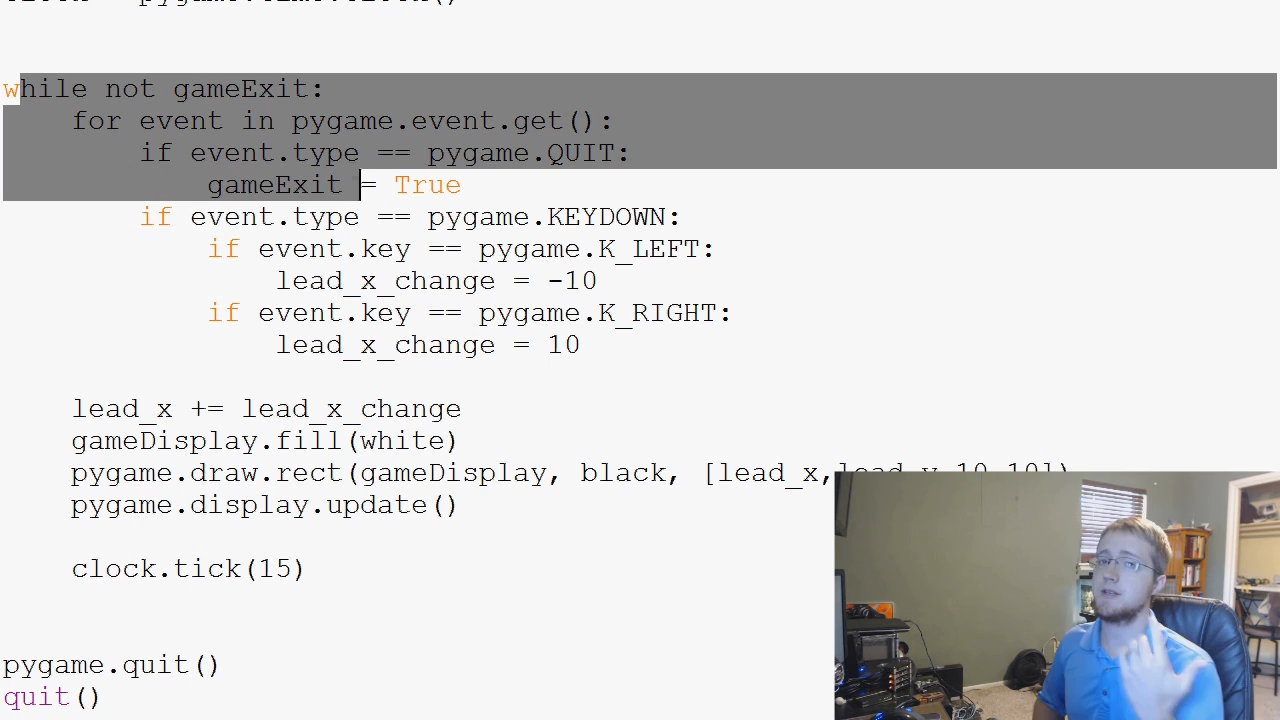 while not gameExit:
    for event in pygame.event.get():
        if event.type == pygame.QUIT:
            gameExit = True
        if event.type == pygame.KEYDOWN:
            if event.key == pygame.K_LEFT:
                lead_x_change = -10
            if event.key == pygame.K_RIGHT:
                lead_x_change = 10
    lead_x += lead_x_change
    gameDisplay.fill(white)
    pygame.draw.rect(gameDisplay, black, [lead_x,
    pygame.display.update()
    clock.tick(15)
pygame.quit()
quit()